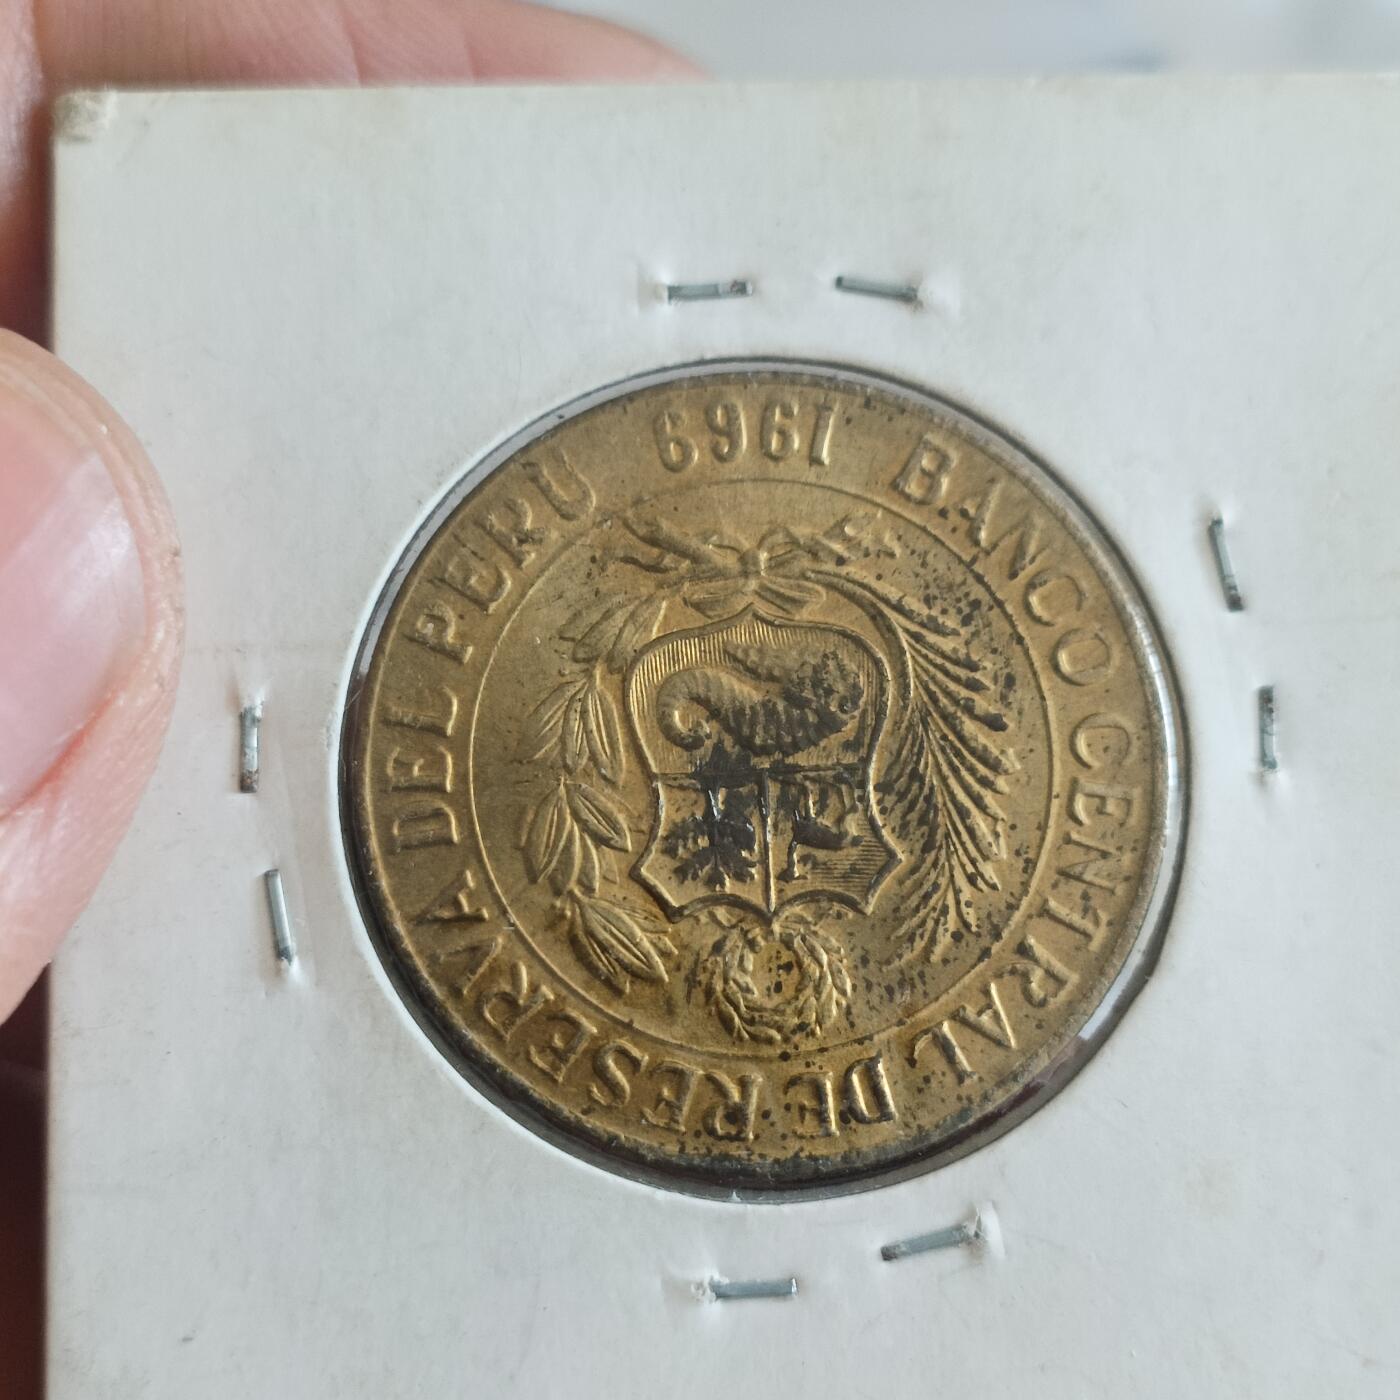 BANCO CENTRAL DE RESERVA DEL PERU
1969